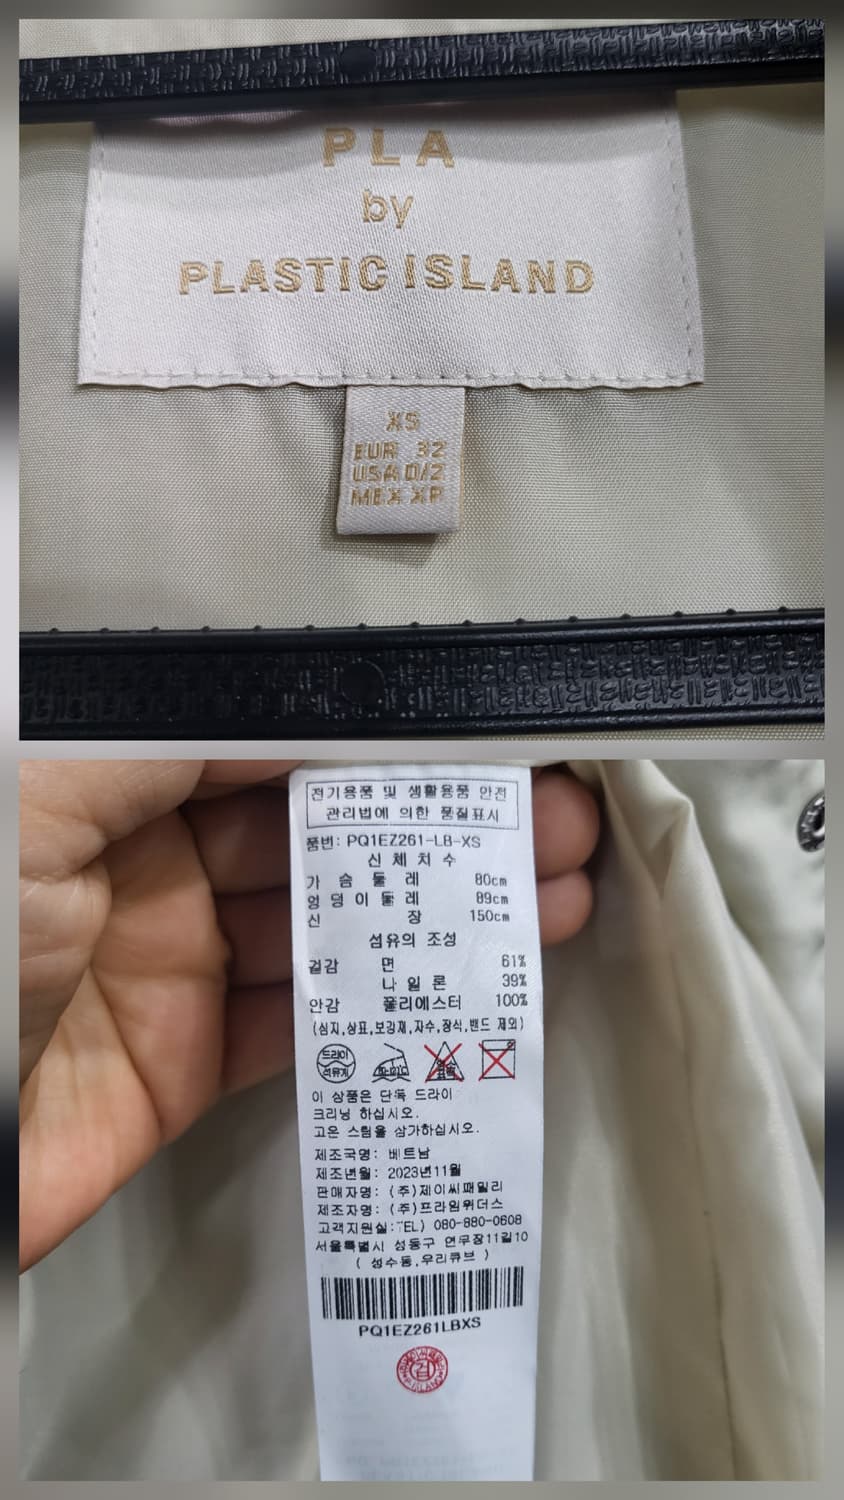 PLA
by
PLASTIC ISLAND
XS
EUR 32
USA 0/2
MEX XP
전기용품 및 생활용품 안전
관리법에 의한 품질표시
품번: PQ1EZ261-LB-XS
신체치수
가슴둘레 80cm
엉덩이둘레 89cm
신장 150cm
섬유의 조성
겉감 면 61%
나일론 39%
안감 폴리에스터 100%
(심지,상표,보강재,자수,장식,밴드 제외)
드라이
석유계
이 상품은 단독 드라이
크리닝 하십시오.
고온 스팀을 삼가하십시오.
제조국명: 베트남
제조년월: 2023년11월
판매자명: (주)제이씨패밀리
제조자명: (주)프라임위더스
고객지원실:TEL) 080-880-0608
서울특별시 성동구 연무장11길10
(성수동,우리큐브)
PQ1EZ261LBXS
검